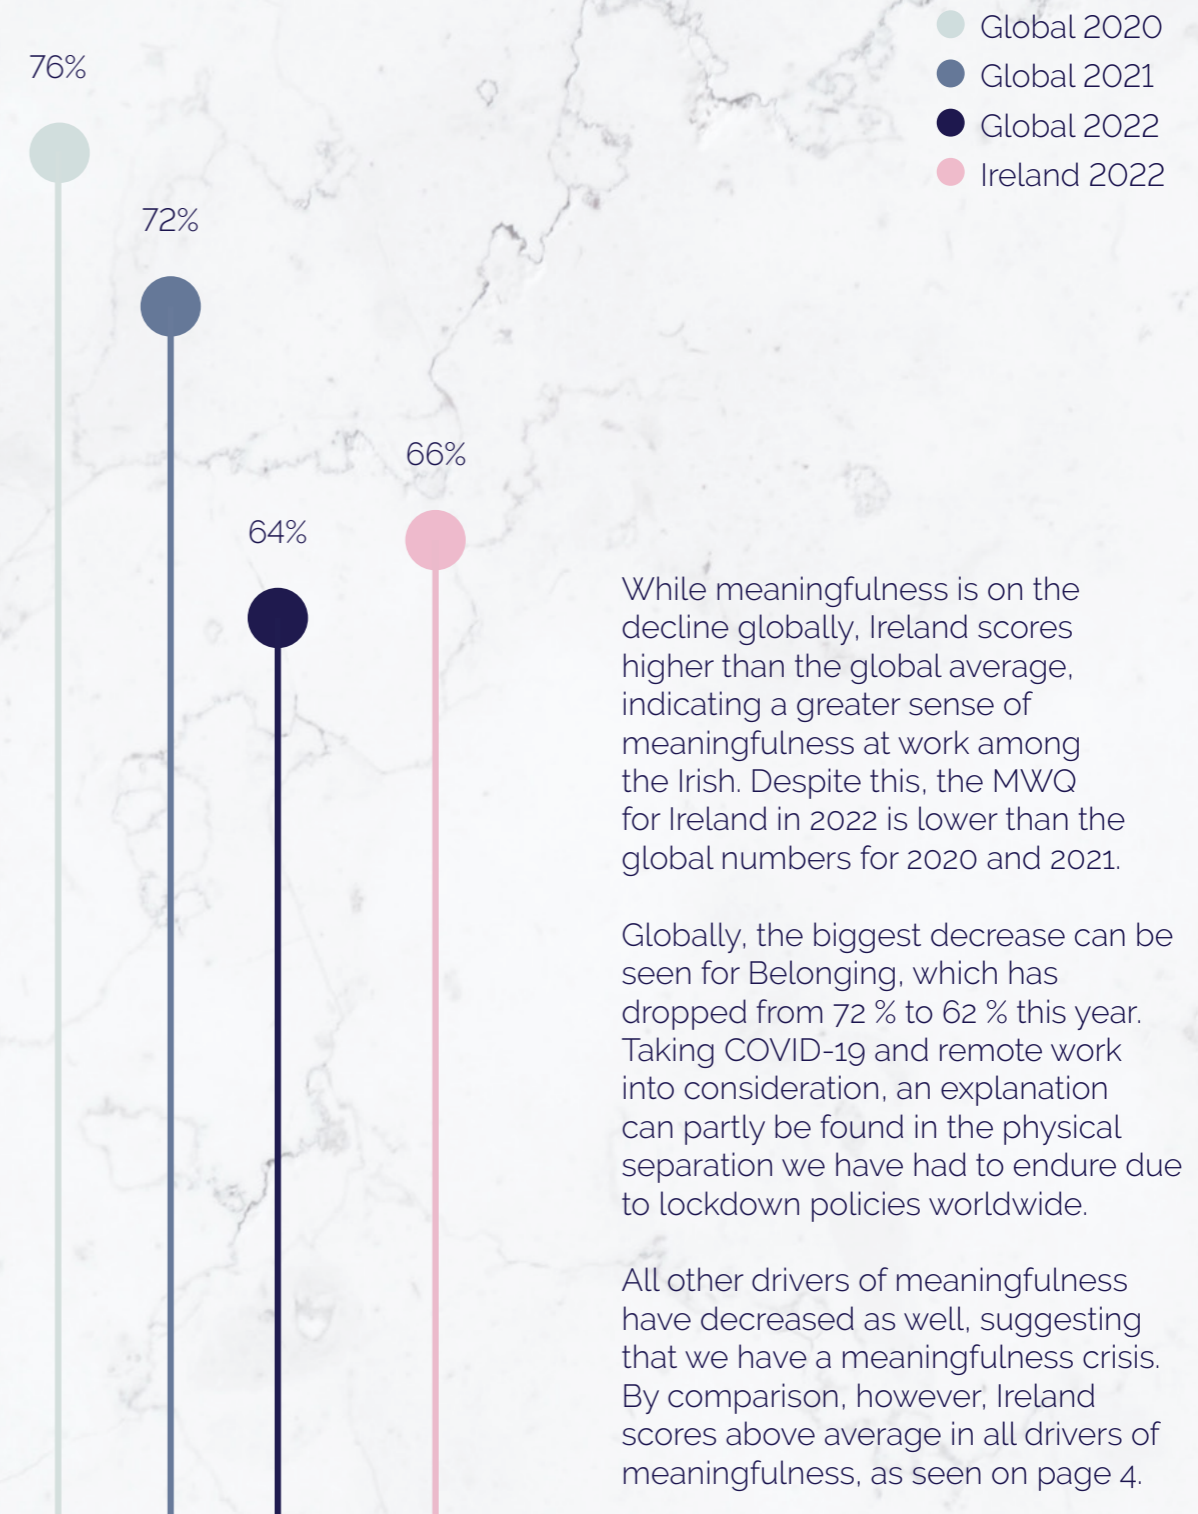 76%
72%
64%
66%
Global 2020
Global 2021
Global 2022
Ireland 2022
While meaningfulness is on the
decline globally, Ireland scores
higher than the global average,
indicating a greater sense of
meaningfulness at work among
the Irish. Despite this, the MWQ
for Ireland in 2022 is lower than the
global numbers for 2020 and 2021.
Globally, the biggest decrease can be
seen for Belonging, which has
dropped from 72 % to 62 % this year.
Taking COVID-19 and remote work
into consideration, an explanation
can partly be found in the physical
separation we have had to endure due
to lockdown policies worldwide.
All other drivers of meaningfulness
have decreased as well, suggesting
that we have a meaningfulness crisis.
By comparison, however, Ireland
scores above average in all drivers of
meaningfulness, as seen on page 4.